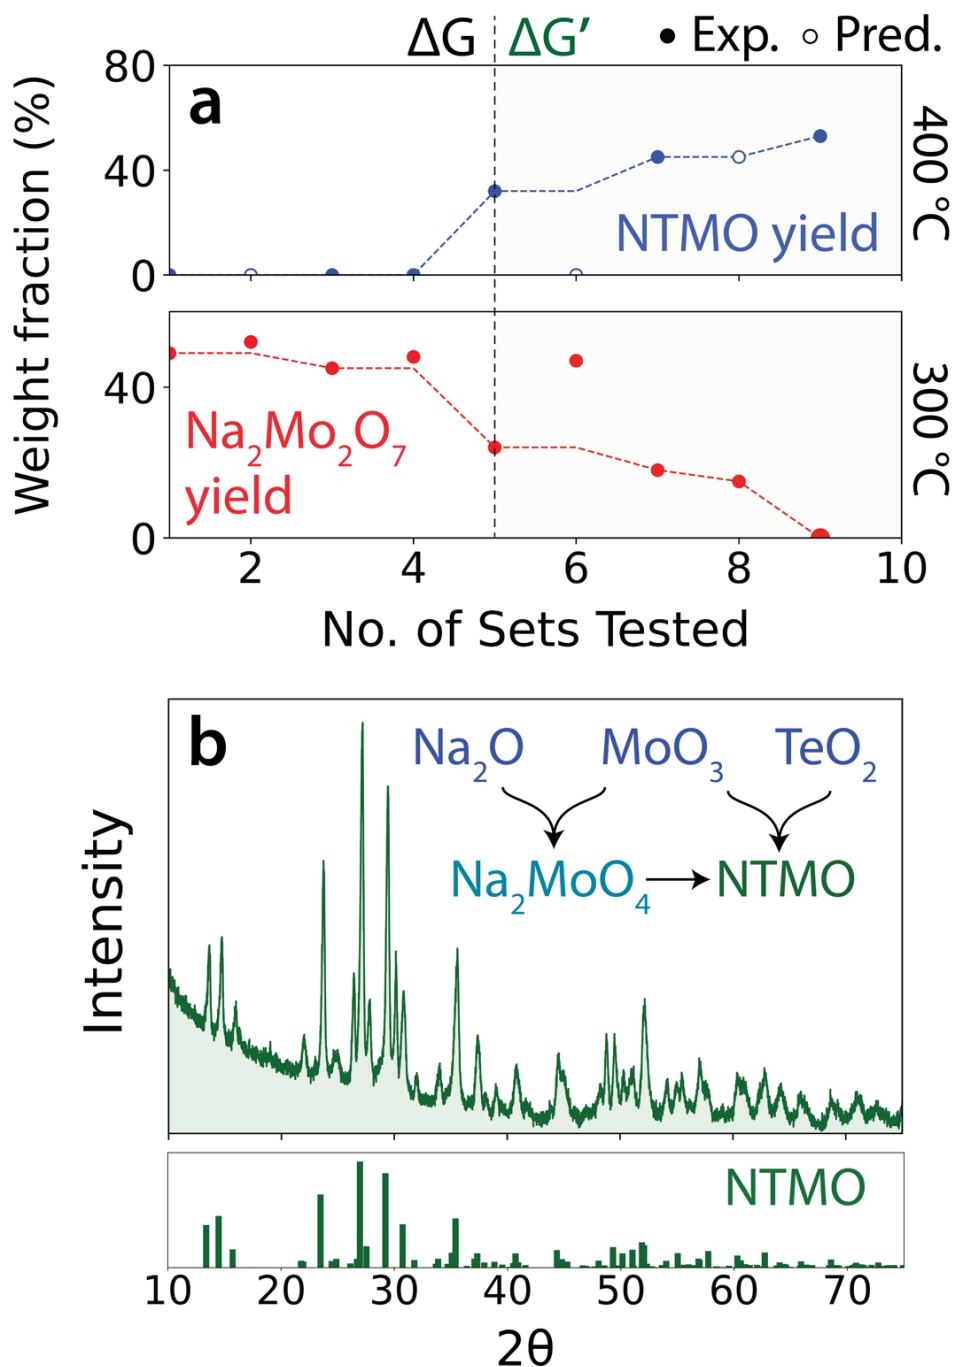 ΔG ΔG′ ● Exp. ○ Pred.
a
80
40
0
NTMO yield
400 °C
Weight fraction (%)
40
0
Na₂Mo₂O₇
yield
300 °C
2 4 6 8 10
No. of Sets Tested
b
Na₂O MoO₃ TeO₂
Na₂MoO₄ → NTMO
Intensity
NTMO
10 20 30 40 50 60 70
2θ